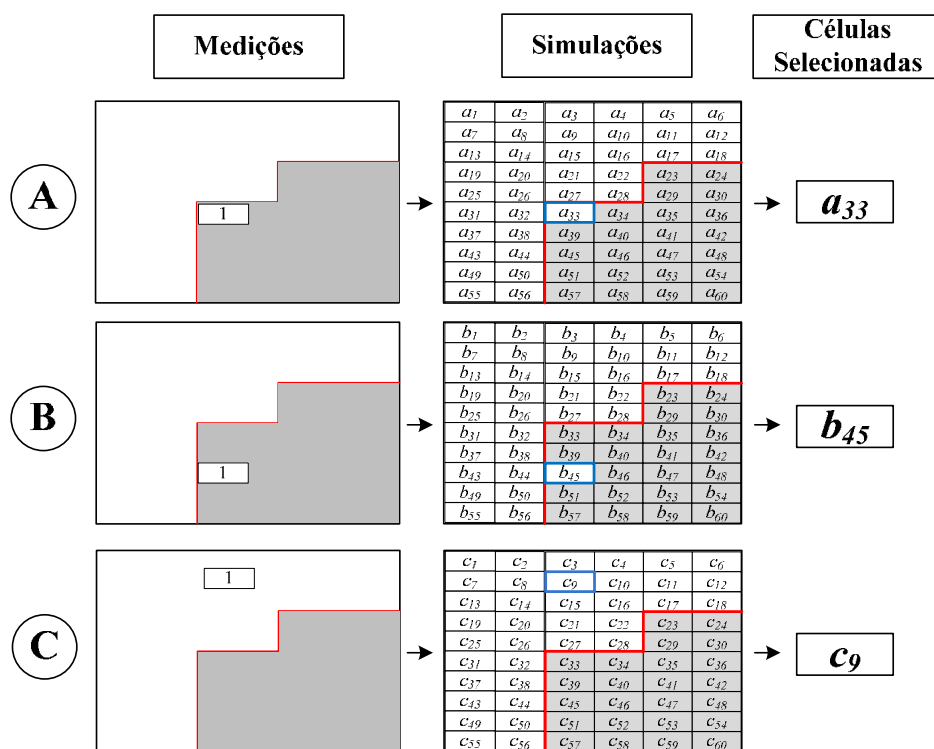 Medições
Simulações
Células
Selecionadas
A
1
a1 a2 a3 a4 a5 a6
a7 a8 a9 a10 a11 a12
a13 a14 a15 a16 a17 a18
a19 a20 a21 a22 a23 a24
a25 a26 a27 a28 a29 a30
a31 a32 a33 a34 a35 a36
a37 a38 a39 a40 a41 a42
a43 a44 a45 a46 a47 a48
a49 a50 a51 a52 a53 a54
a55 a56 a57 a58 a59 a60
a33
B
1
b1 b2 b3 b4 b5 b6
b7 b8 b9 b10 b11 b12
b13 b14 b15 b16 b17 b18
b19 b20 b21 b22 b23 b24
b25 b26 b27 b28 b29 b30
b31 b32 b33 b34 b35 b36
b37 b38 b39 b40 b41 b42
b43 b44 b45 b46 b47 b48
b49 b50 b51 b52 b53 b54
b55 b56 b57 b58 b59 b60
b45
C
1
c1 c2 c3 c4 c5 c6
c7 c8 c9 c10 c11 c12
c13 c14 c15 c16 c17 c18
c19 c20 c21 c22 c23 c24
c25 c26 c27 c28 c29 c30
c31 c32 c33 c34 c35 c36
c37 c38 c39 c40 c41 c42
c43 c44 c45 c46 c47 c48
c49 c50 c51 c52 c53 c54
c55 c56 c57 c58 c59 c60
c9